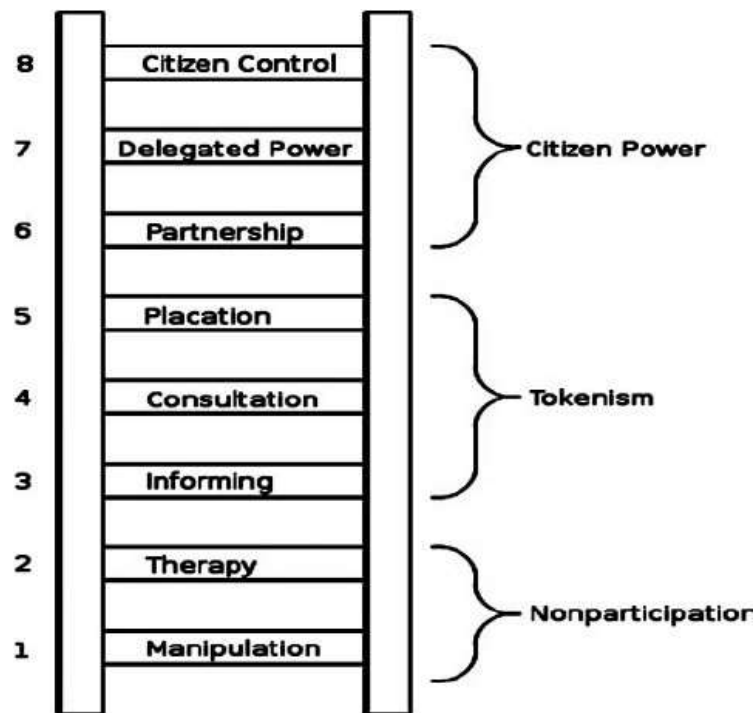 8 Citizen Control
7 Delegated Power Citizen Power
6 Partnership
5 Placation
4 Consultation Tokenism
3 Informing
2 Therapy
Nonparticipation
1 Manipulation